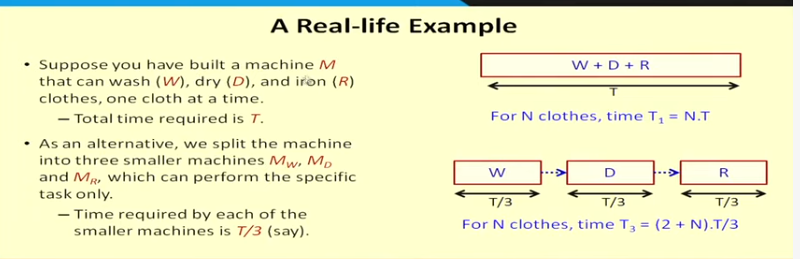 A Real-life Example
• Suppose you have built a machine M
that can wash (W), dry (D), and iron (R)
clothes, one cloth at a time.
– Total time required is T.
• As an alternative, we split the machine
into three smaller machines M_W, M_D
and M_R, which can perform the specific
task only.
– Time required by each of the
smaller machines is T/3 (say).
W + D + R
T
For N clothes, time T₁ = N.T
W D R
T/3 T/3 T/3
For N clothes, time T₃ = (2 + N).T/3